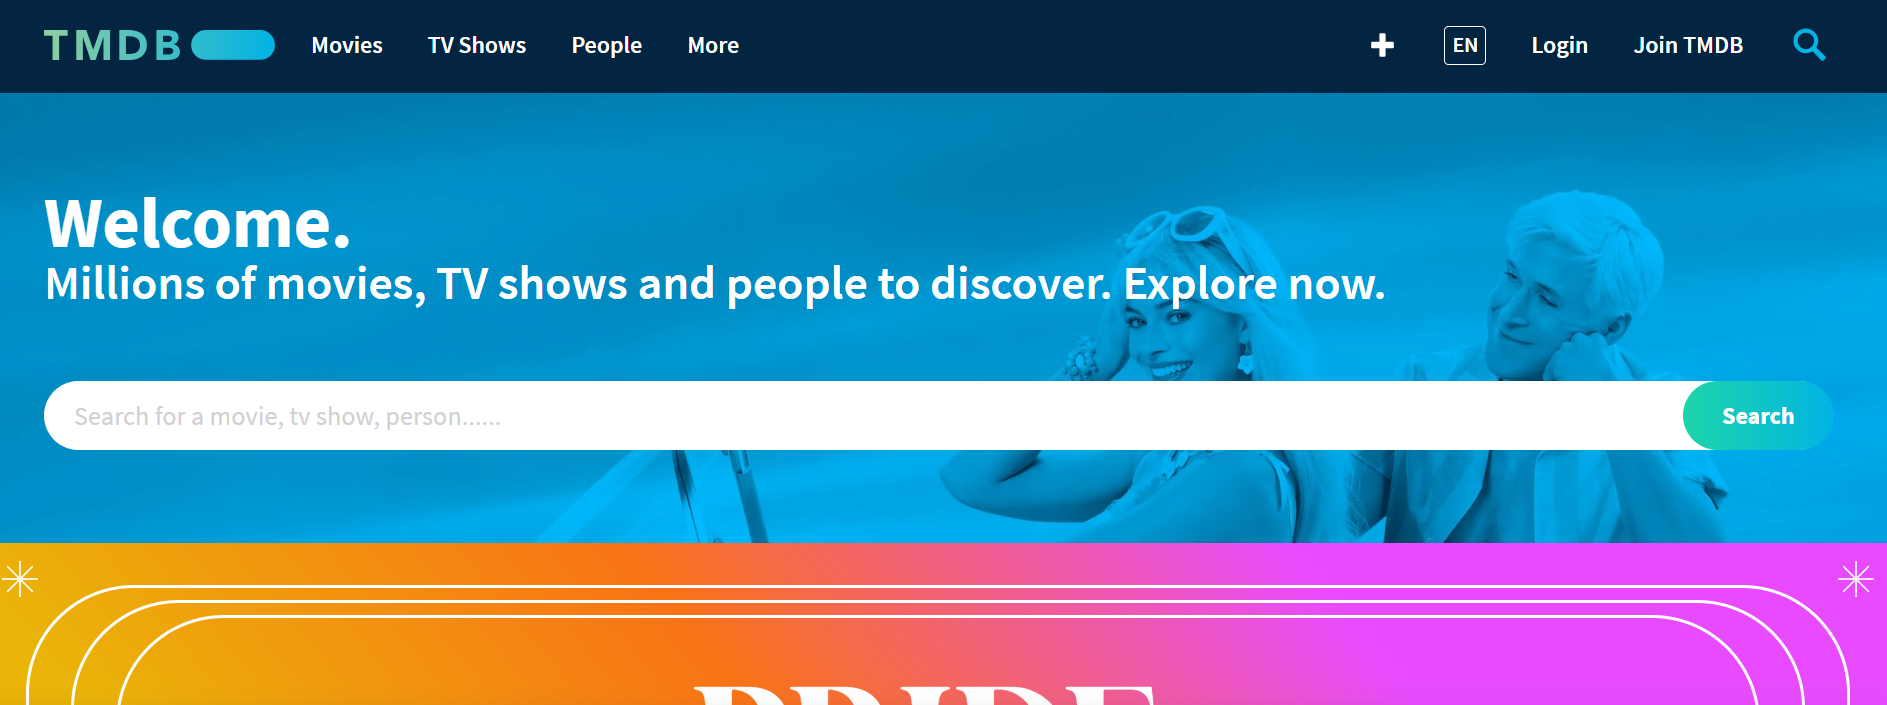 TMDB Movies TV Shows People More EN Login Join TMDB
Welcome.
Millions of movies, TV shows and people to discover. Explore now.
Search for a movie, tv show, person...... Search
PRIDE